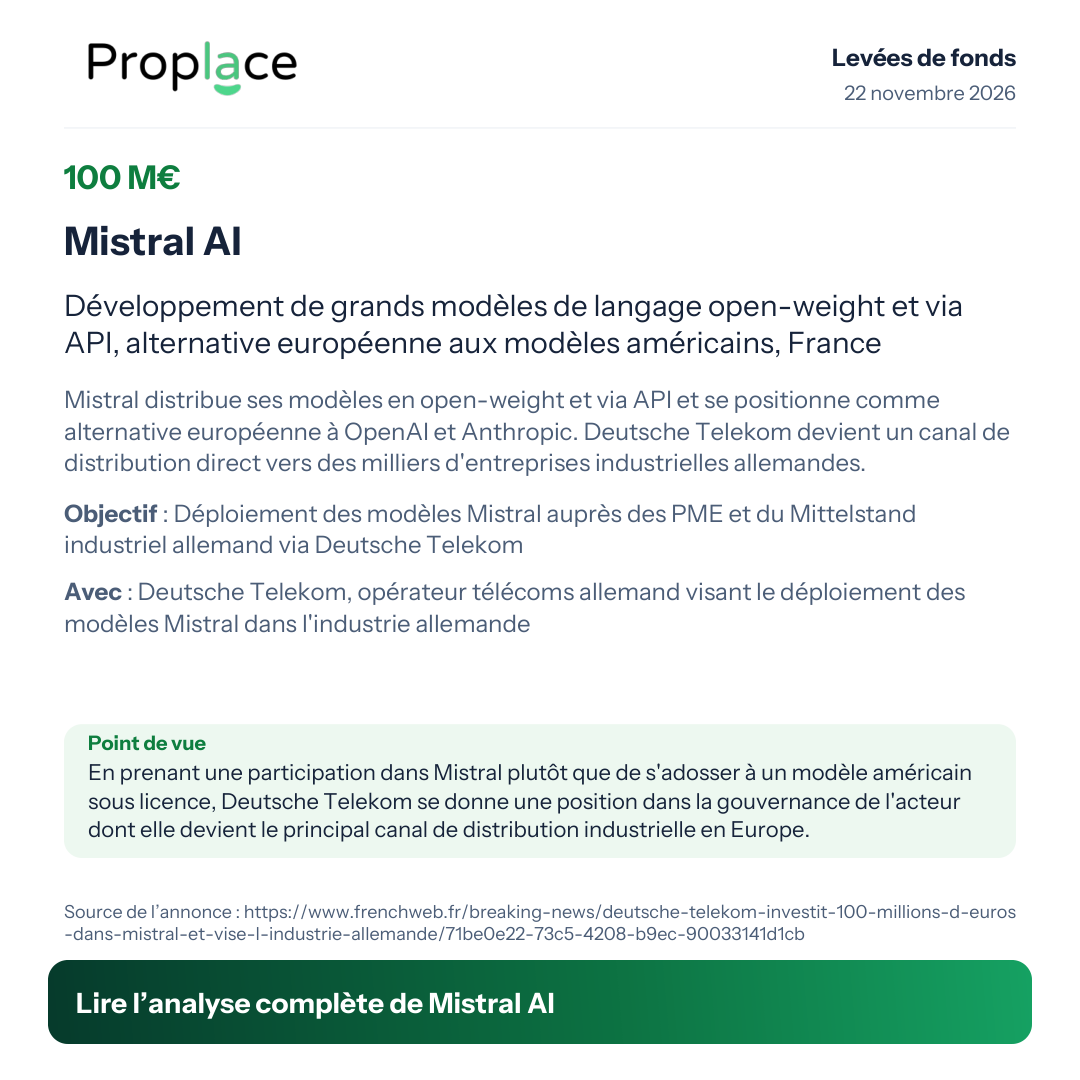 Proplace
Levées de fonds
22 novembre 2026
100 M€
Mistral AI
Développement de grands modèles de langage open-weight et via
API, alternative européenne aux modèles américains, France
Mistral distribue ses modèles en open-weight et via API et se positionne comme
alternative européenne à OpenAI et Anthropic. Deutsche Telekom devient un canal de
distribution direct vers des milliers d'entreprises industrielles allemandes.
Objectif : Déploiement des modèles Mistral auprès des PME et du Mittelstand
industriel allemand via Deutsche Telekom
Avec : Deutsche Telekom, opérateur télécoms allemand visant le déploiement des
modèles Mistral dans l'industrie allemande
Point de vue
En prenant une participation dans Mistral plutôt que de s'adosser à un modèle américain
sous licence, Deutsche Telekom se donne une position dans la gouvernance de l'acteur
dont elle devient le principal canal de distribution industrielle en Europe.
Source de l’annonce : https://www.frenchweb.fr/breaking-news/deutsche-telekom-investit-100-millions-d-euros
-dans-mistral-et-vise-l-industrie-allemande/71be0e22-73c5-4208-b9ec-90033141d1cb
Lire l’analyse complète de Mistral AI